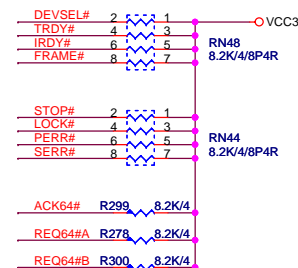 DEVSEL# 2 1 VCC3
TRDY# 4 3 RN48
IRDY# 6 5 8.2K/4/8P4R
FRAME# 8 7
STOP# 2 1
LOCK# 4 3 RN44
PERR# 6 5 8.2K/4/8P4R
SERR# 8 7
ACK64# R299 8.2K/4
REQ64#A R278 8.2K/4
REQ64#B R300 8.2K/4